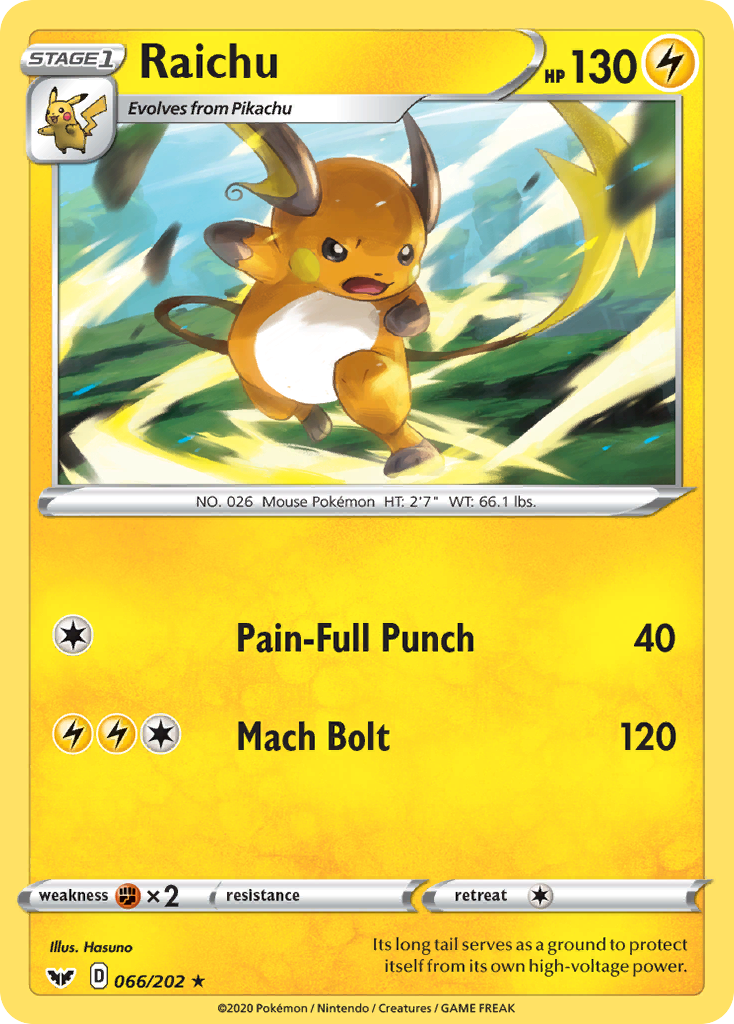 STAGE1 Raichu HP 130
Evolves from Pikachu
NO. 026 Mouse Pokémon HT: 2'7" WT: 66.1 lbs.
Pain-Full Punch 40
Mach Bolt 120
weakness ×2 resistance retreat
Illus. Hasuno
Its long tail serves as a ground to protect
itself from its own high-voltage power.
D 066/202 ★
©2020 Pokémon / Nintendo / Creatures / GAME FREAK